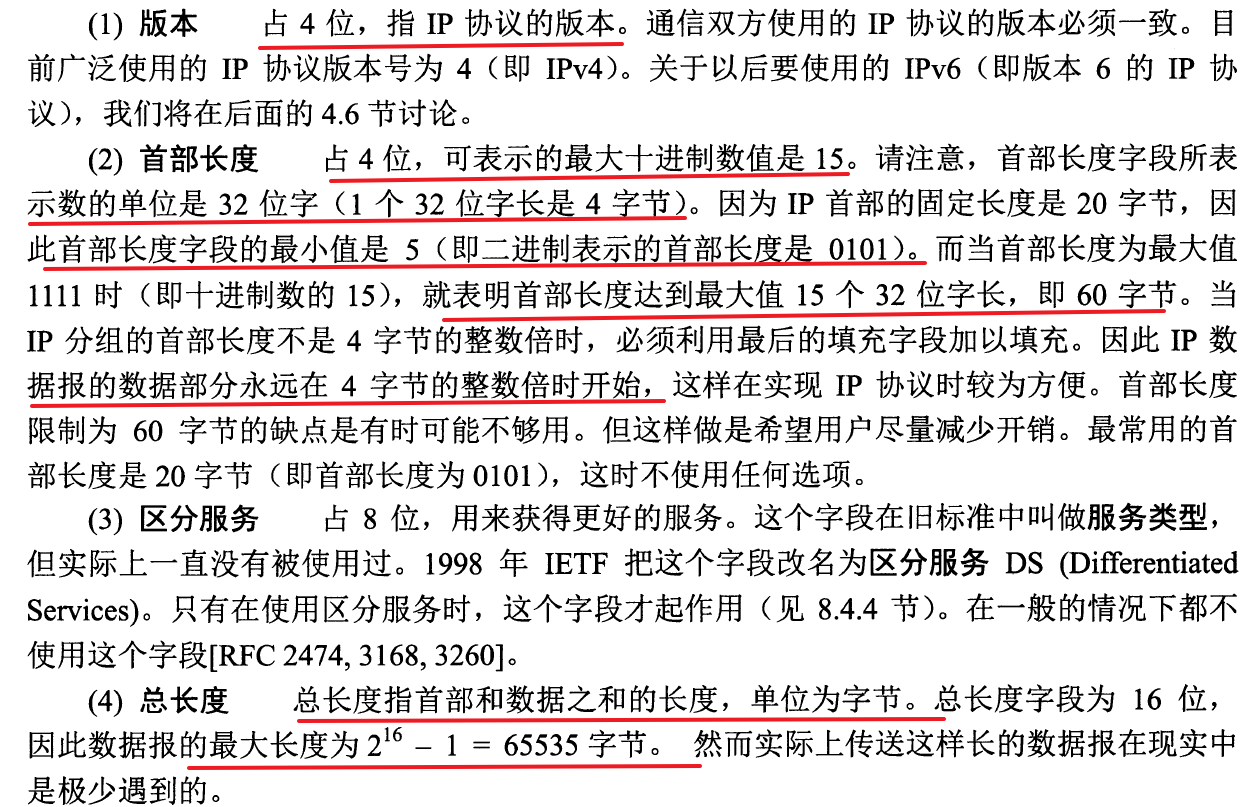 (1) 版本　　占 4 位，指 IP 协议的版本。通信双方使用的 IP 协议的版本必须一致。目
前广泛使用的 IP 协议版本号为 4（即 IPv4）。关于以后要使用的 IPv6（即版本 6 的 IP 协
议），我们将在后面的 4.6 节讨论。
(2) 首部长度　　占 4 位，可表示的最大十进制数值是 15。请注意，首部长度字段所表
示数的单位是 32 位字（1 个 32 位字长是 4 字节）。因为 IP 首部的固定长度是 20 字节，因
此首部长度字段的最小值是 5（即二进制表示的首部长度是 0101）。而当首部长度为最大值
1111 时（即十进制数的 15），就表明首部长度达到最大值 15 个 32 位字长，即 60 字节。当
IP 分组的首部长度不是 4 字节的整数倍时，必须利用最后的填充字段加以填充。因此 IP 数
据报的数据部分永远在 4 字节的整数倍时开始，这样在实现 IP 协议时较为方便。首部长度
限制为 60 字节的缺点是有时可能不够用。但这样做是希望用户尽量减少开销。最常用的首
部长度是 20 字节（即首部长度为 0101），这时不使用任何选项。
(3) 区分服务　　占 8 位，用来获得更好的服务。这个字段在旧标准中叫做服务类型，
但实际上一直没有被使用过。1998 年 IETF 把这个字段改名为区分服务 DS (Differentiated
Services)。只有在使用区分服务时，这个字段才起作用（见 8.4.4 节）。在一般的情况下都不
使用这个字段[RFC 2474, 3168, 3260]。
(4) 总长度　　总长度指首部和数据之和的长度，单位为字节。总长度字段为 16 位，
因此数据报的最大长度为 2¹⁶ – 1 = 65535 字节。 然而实际上传送这样长的数据报在现实中
是极少遇到的。